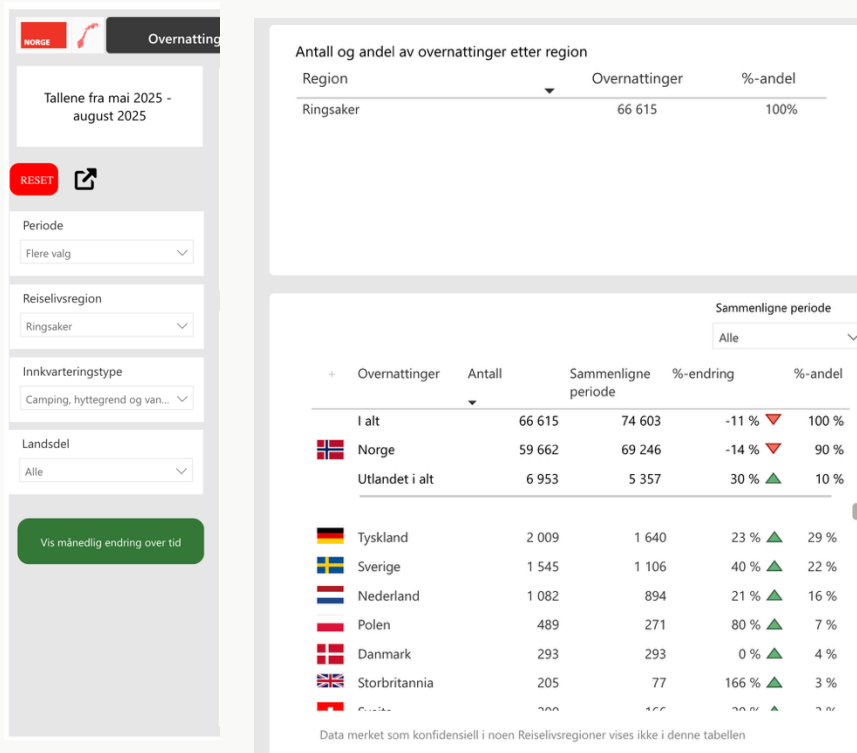 NORGE
Overnatting
Tallene fra mai 2025 -
august 2025
RESET
Periode
Flere valg
Reiselivsregion
Ringsaker
Innkvarteringstype
Camping, hyttegrend og van...
Landsdel
Alle
Vis månedlig endring over tid
Antall og andel av overnattinger etter region
Region Overnattinger %-andel
Ringsaker 66 615 100%
Sammenligne periode
Alle
+ Overnattinger Antall Sammenligne periode %-endring %-andel
I alt 66 615 74 603 -11 % 100 %
Norge 59 662 69 246 -14 % 90 %
Utlandet i alt 6 953 5 357 30 % 10 %
Tyskland 2 009 1 640 23 % 29 %
Sverige 1 545 1 106 40 % 22 %
Nederland 1 082 894 21 % 16 %
Polen 489 271 80 % 7 %
Danmark 293 293 0 % 4 %
Storbritannia 205 77 166 % 3 %
Data merket som konfidensiell i noen Reiselivsregioner vises ikke i denne tabellen